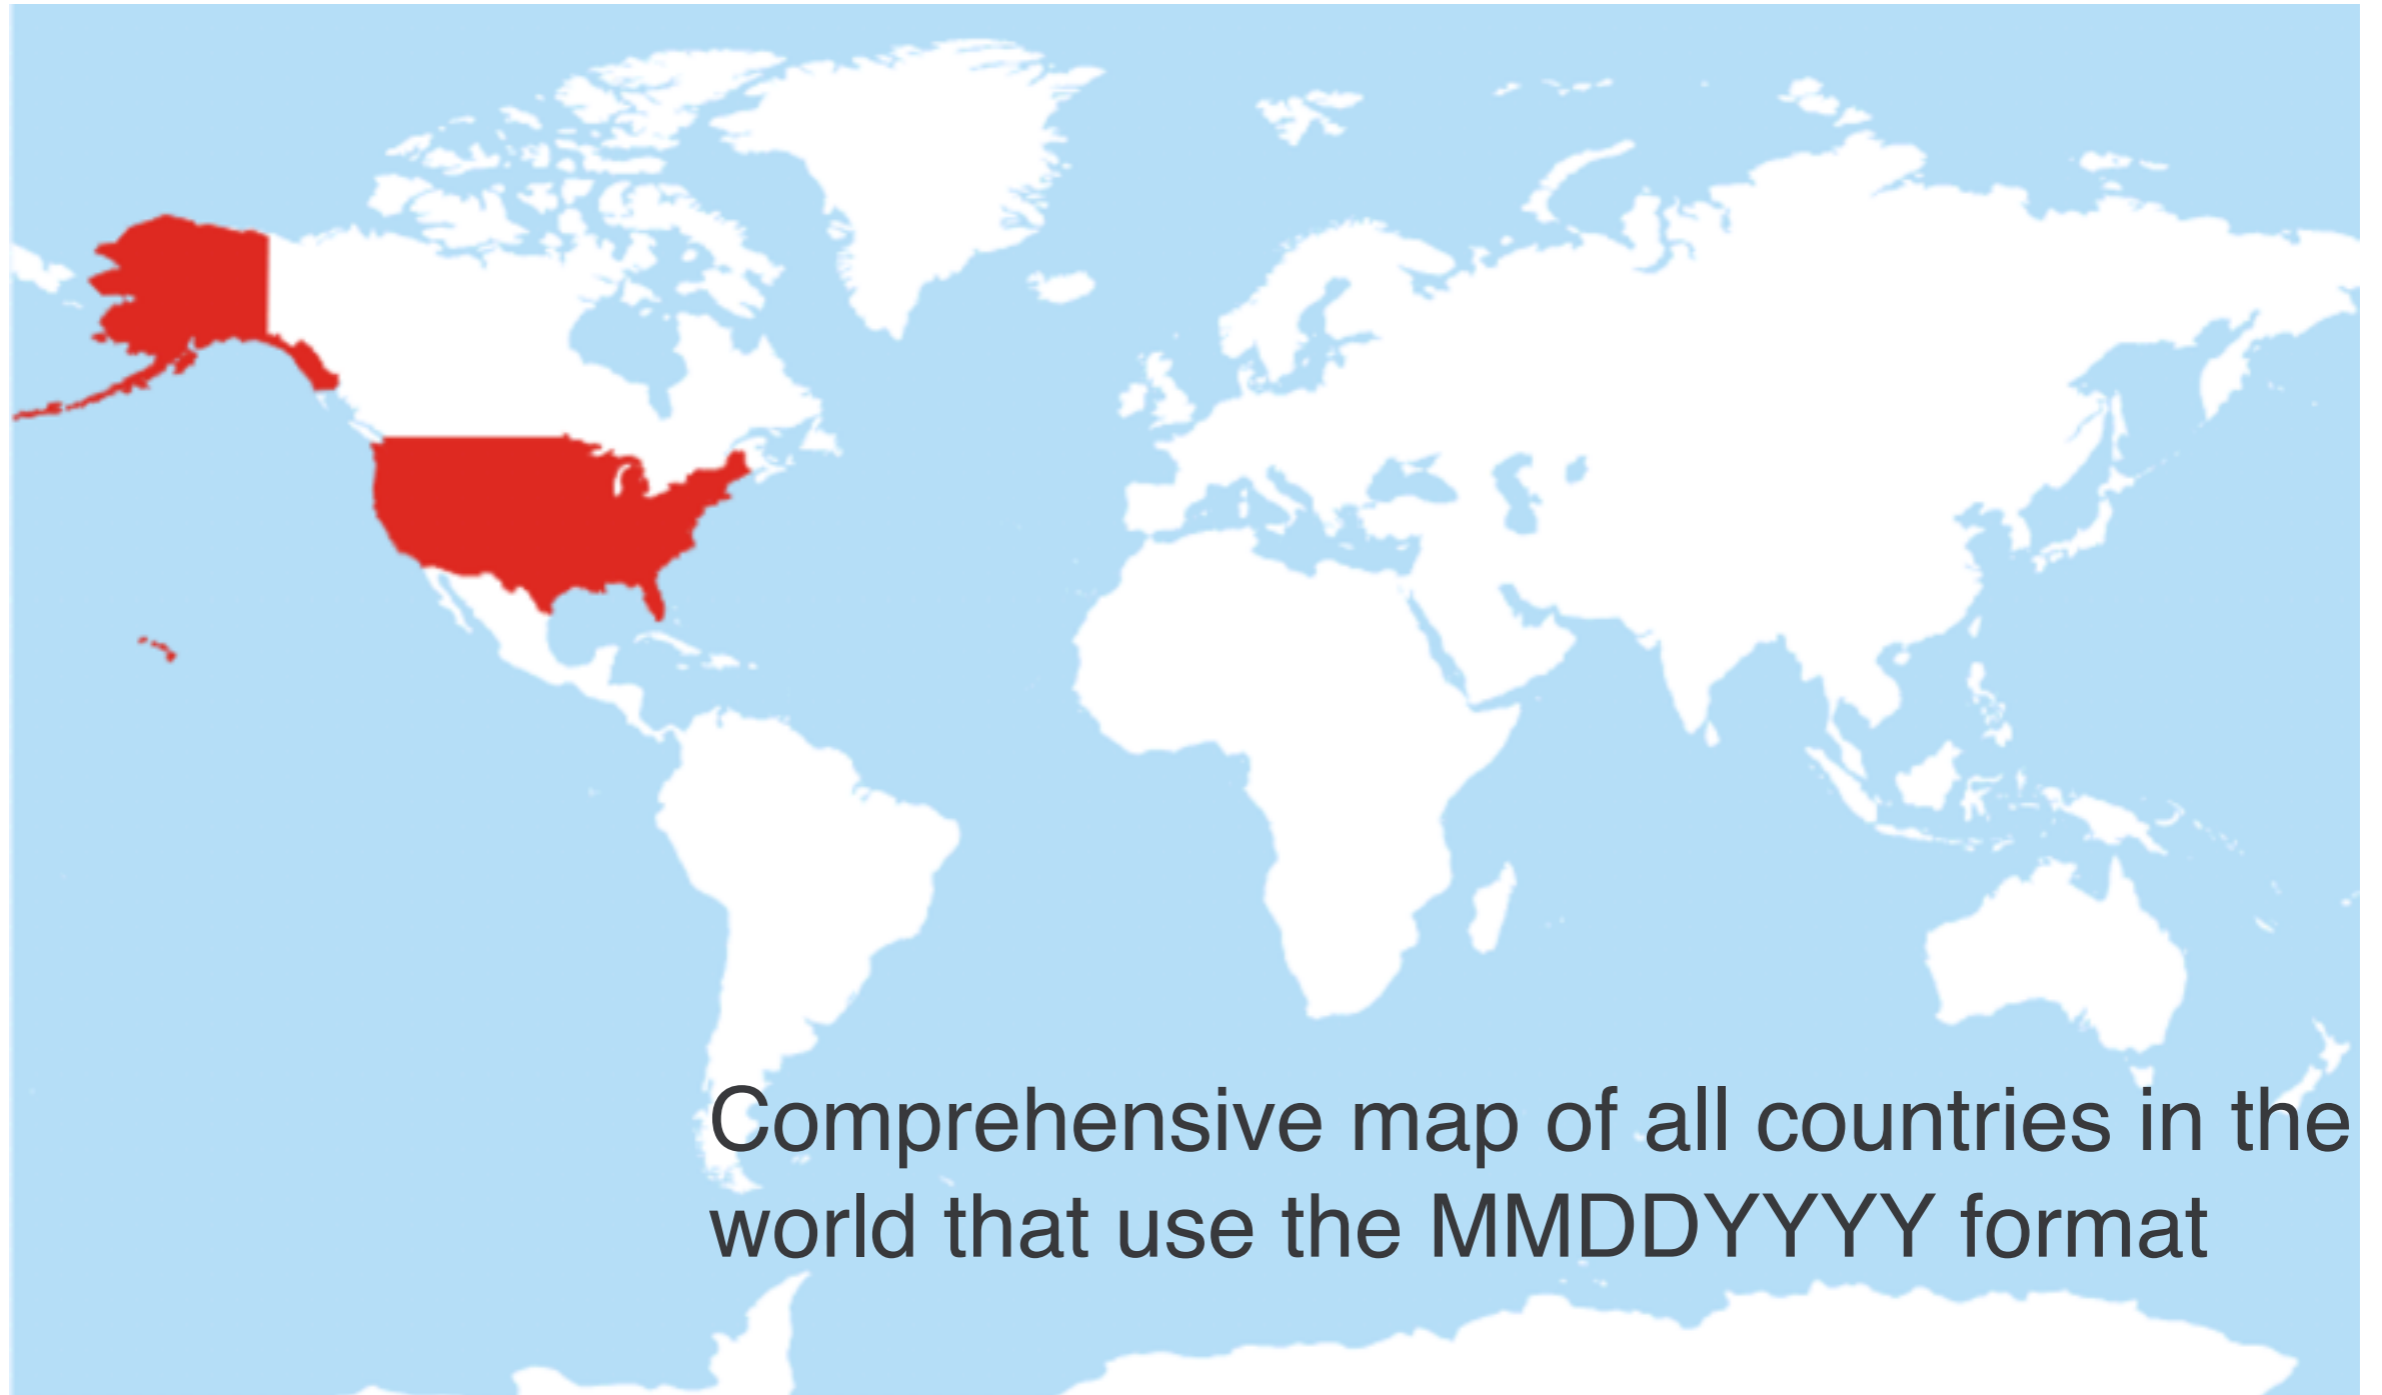 Comprehensive map of all countries in the
world that use the MMDDYYYY format